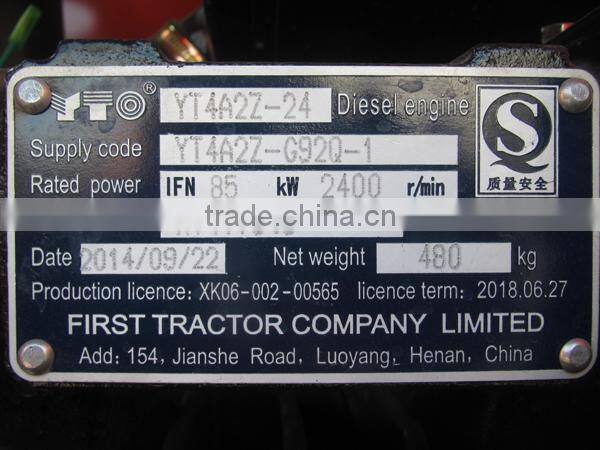 YTO ® YT4A2Z-24 Diesel engine
QS
质量安全
Supply code YT4A2Z-G92Q-1
Rated power IFN 85 kW 2400 r/min
trade.china.cn
Date 2014/09/22 Net weight 480 kg
Production licence: XK06-002-00565 licence term: 2018.06.27
FIRST TRACTOR COMPANY LIMITED
Add: 154, Jianshe Road, Luoyang, Henan, China